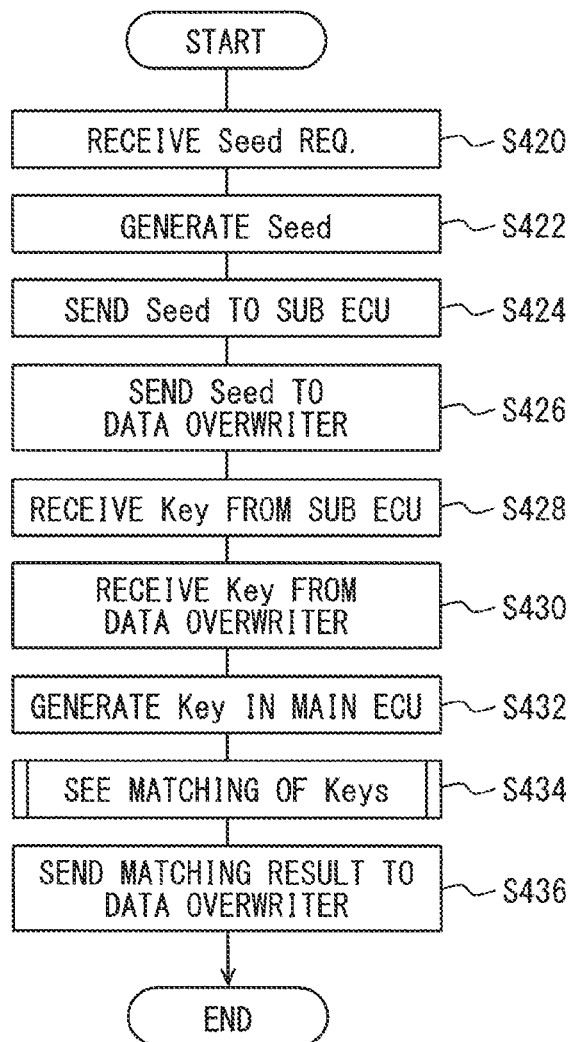 START
RECEIVE Seed REQ.
S420
GENERATE Seed
S422
SEND Seed TO SUB ECU
S424
SEND Seed TO
DATA OVERWRITER
S426
RECEIVE Key FROM SUB ECU
S428
RECEIVE Key FROM
DATA OVERWRITER
S430
GENERATE Key IN MAIN ECU
S432
SEE MATCHING OF Keys
S434
SEND MATCHING RESULT TO
DATA OVERWRITER
S436
END